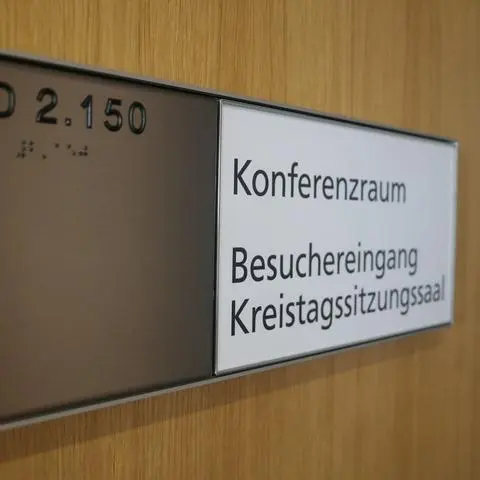 D 2.150
Konferenzraum
Besuchereingang
Kreistagssitzungssaal